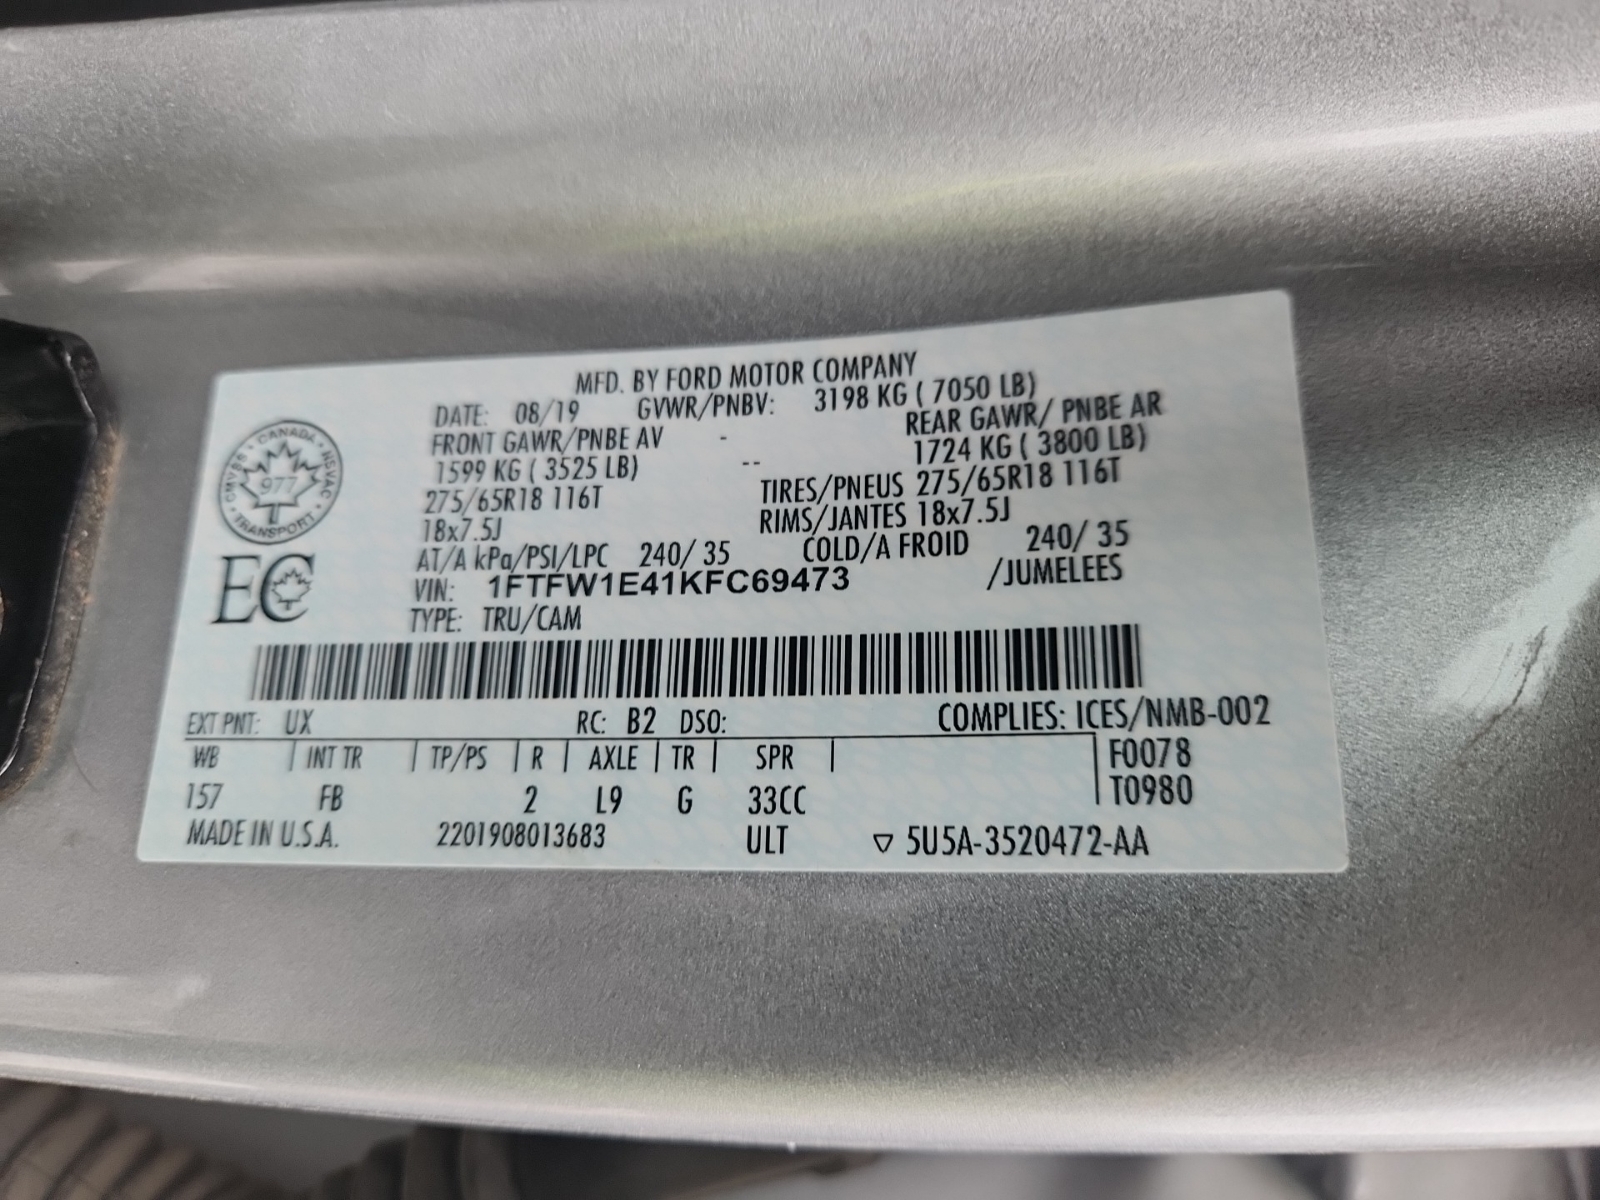 MFD. BY FORD MOTOR COMPANY
DATE: 08/19 GVWR/PNBV: 3198 KG ( 7050 LB)
FRONT GAWR/PNBE AV - REAR GAWR/ PNBE AR
1599 KG ( 3525 LB) -- 1724 KG ( 3800 LB)
275/65R18 116T TIRES/PNEUS 275/65R18 116T
18x7.5J RIMS/JANTES 18x7.5J
AT/A kPa/PSI/LPC 240/ 35 COLD/A FROID 240/ 35
VIN: 1FTFW1E41KFC69473 /JUMELEES
TYPE: TRU/CAM
CANADA
CMVSS NSVAC
977
TRANSPORT
EC
EXT PNT: UX RC: B2 DSO: COMPLIES: ICES/NMB-002
WB | INT TR | TP/PS | R | AXLE | TR | SPR | F0078
157 FB 2 L9 G 33CC T0980
MADE IN U.S.A. 2201908013683 ULT ▽ 5U5A-3520472-AA